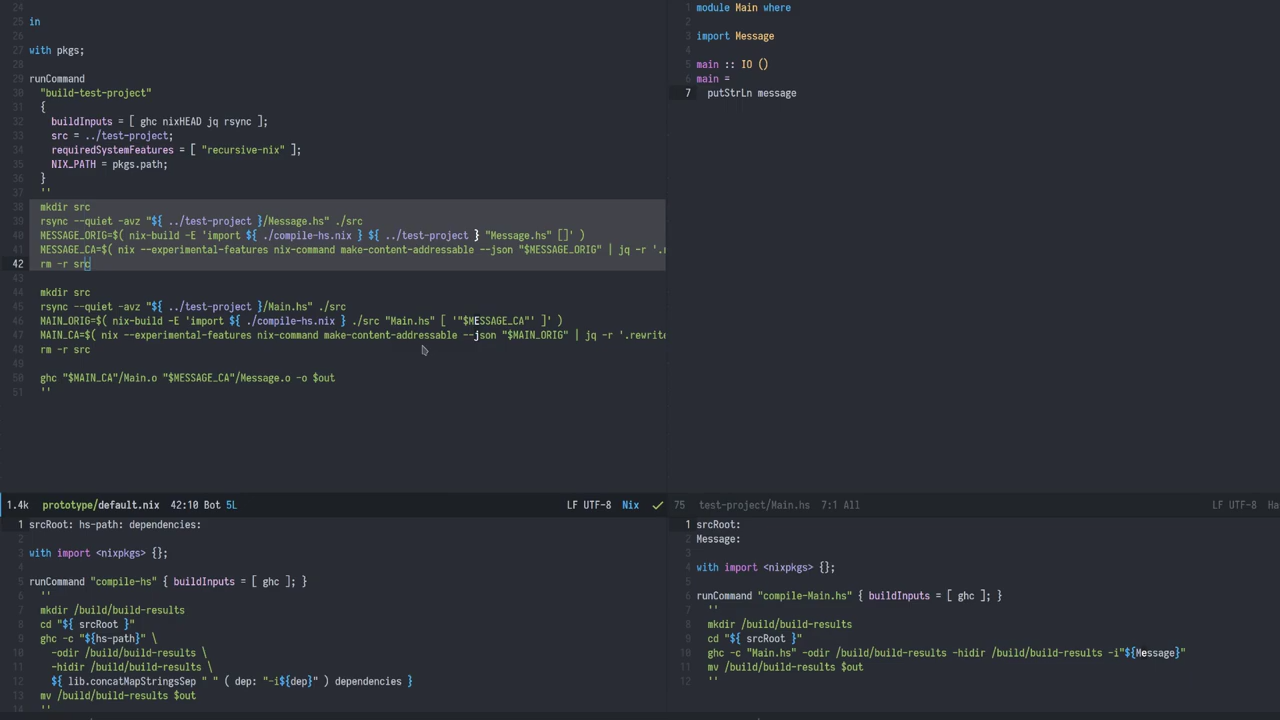 24
25 in
26
27 with pkgs;
28
29 runCommand
30   "build-test-project"
31   {
32     buildInputs = [ ghc nixHEAD jq rsync ];
33     src = ../test-project;
34     requiredSystemFeatures = [ "recursive-nix" ];
35     NIX_PATH = pkgs.path;
36   }
37   ''
38   mkdir src
39   rsync --quiet -avz "${ ../test-project }/Message.hs" ./src
40   MESSAGE_ORIG=$( nix-build -E 'import ${ ./compile-hs.nix } ${ ../test-project } "Message.hs" []' )
41   MESSAGE_CA=$( nix --experimental-features nix-command make-content-addressable --json "$MESSAGE_ORIG" | jq -r '.r
42   rm -r src
43
44   mkdir src
45   rsync --quiet -avz "${ ../test-project }/Main.hs" ./src
46   MAIN_ORIG=$( nix-build -E 'import ${ ./compile-hs.nix } ./src "Main.hs" [ '"$MESSAGE_CA"' ]' )
47   MAIN_CA=$( nix --experimental-features nix-command make-content-addressable --json "$MAIN_ORIG" | jq -r '.rewrite
48   rm -r src
49
50   ghc "$MAIN_CA"/Main.o "$MESSAGE_CA"/Message.o -o $out
51   ''
1.4k prototype/default.nix 42:10 Bot 5L LF UTF-8 Nix
1 module Main where
2
3 import Message
4
5 main :: IO ()
6 main =
7   putStrLn message
75 test-project/Main.hs 7:1 All LF UTF-8 Ha
1 srcRoot: hs-path: dependencies:
2
3 with import <nixpkgs> {};
4
5 runCommand "compile-hs" { buildInputs = [ ghc ]; }
6   ''
7   mkdir /build/build-results
8   cd "${ srcRoot }"
9   ghc -c "${hs-path}" \
10     -odir /build/build-results \
11     -hidir /build/build-results \
12     ${ lib.concatMapStringsSep " " ( dep: "-i${dep}" ) dependencies }
13   mv /build/build-results $out
14   ''
1 srcRoot:
2 Message:
3
4 with import <nixpkgs> {};
5
6 runCommand "compile-Main.hs" { buildInputs = [ ghc ]; }
7   ''
8   mkdir /build/build-results
9   cd "${ srcRoot }"
10   ghc -c "Main.hs" -odir /build/build-results -hidir /build/build-results -i"${Message}"
11   mv /build/build-results $out
12   ''